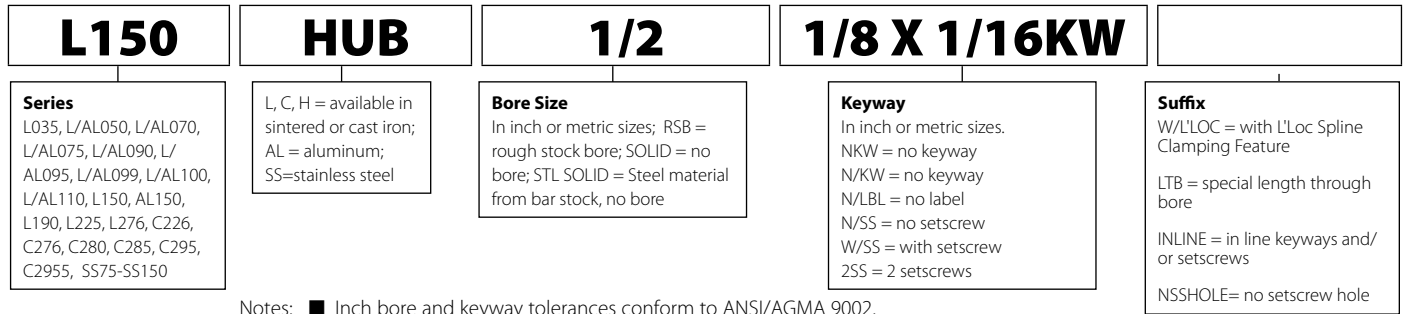 L150
HUB
1/2
1/8 X 1/16KW
Series
L035, L/AL050, L/AL070,
L/AL075, L/AL090, L/
AL095, L/AL099, L/AL100,
L/AL110, L150, AL150,
L190, L225, L276, C226,
C276, C280, C285, C295,
C2955, SS75-SS150
L, C, H = available in
sintered or cast iron;
AL = aluminum;
SS=stainless steel
Bore Size
In inch or metric sizes; RSB =
rough stock bore; SOLID = no
bore; STL SOLID = Steel material
from bar stock, no bore
Keyway
In inch or metric sizes.
NKW = no keyway
N/KW = no keyway
N/LBL = no label
N/SS = no setscrew
W/SS = with setscrew
2SS = 2 setscrews
Suffix
W/L'LOC = with L'Loc Spline
Clamping Feature
LTB = special length through
bore
INLINE = in line keyways and/
or setscrews
NSSHOLE= no setscrew hole
Notes: ■ Inch bore and keyway tolerances conform to ANSI/AGMA 9002.